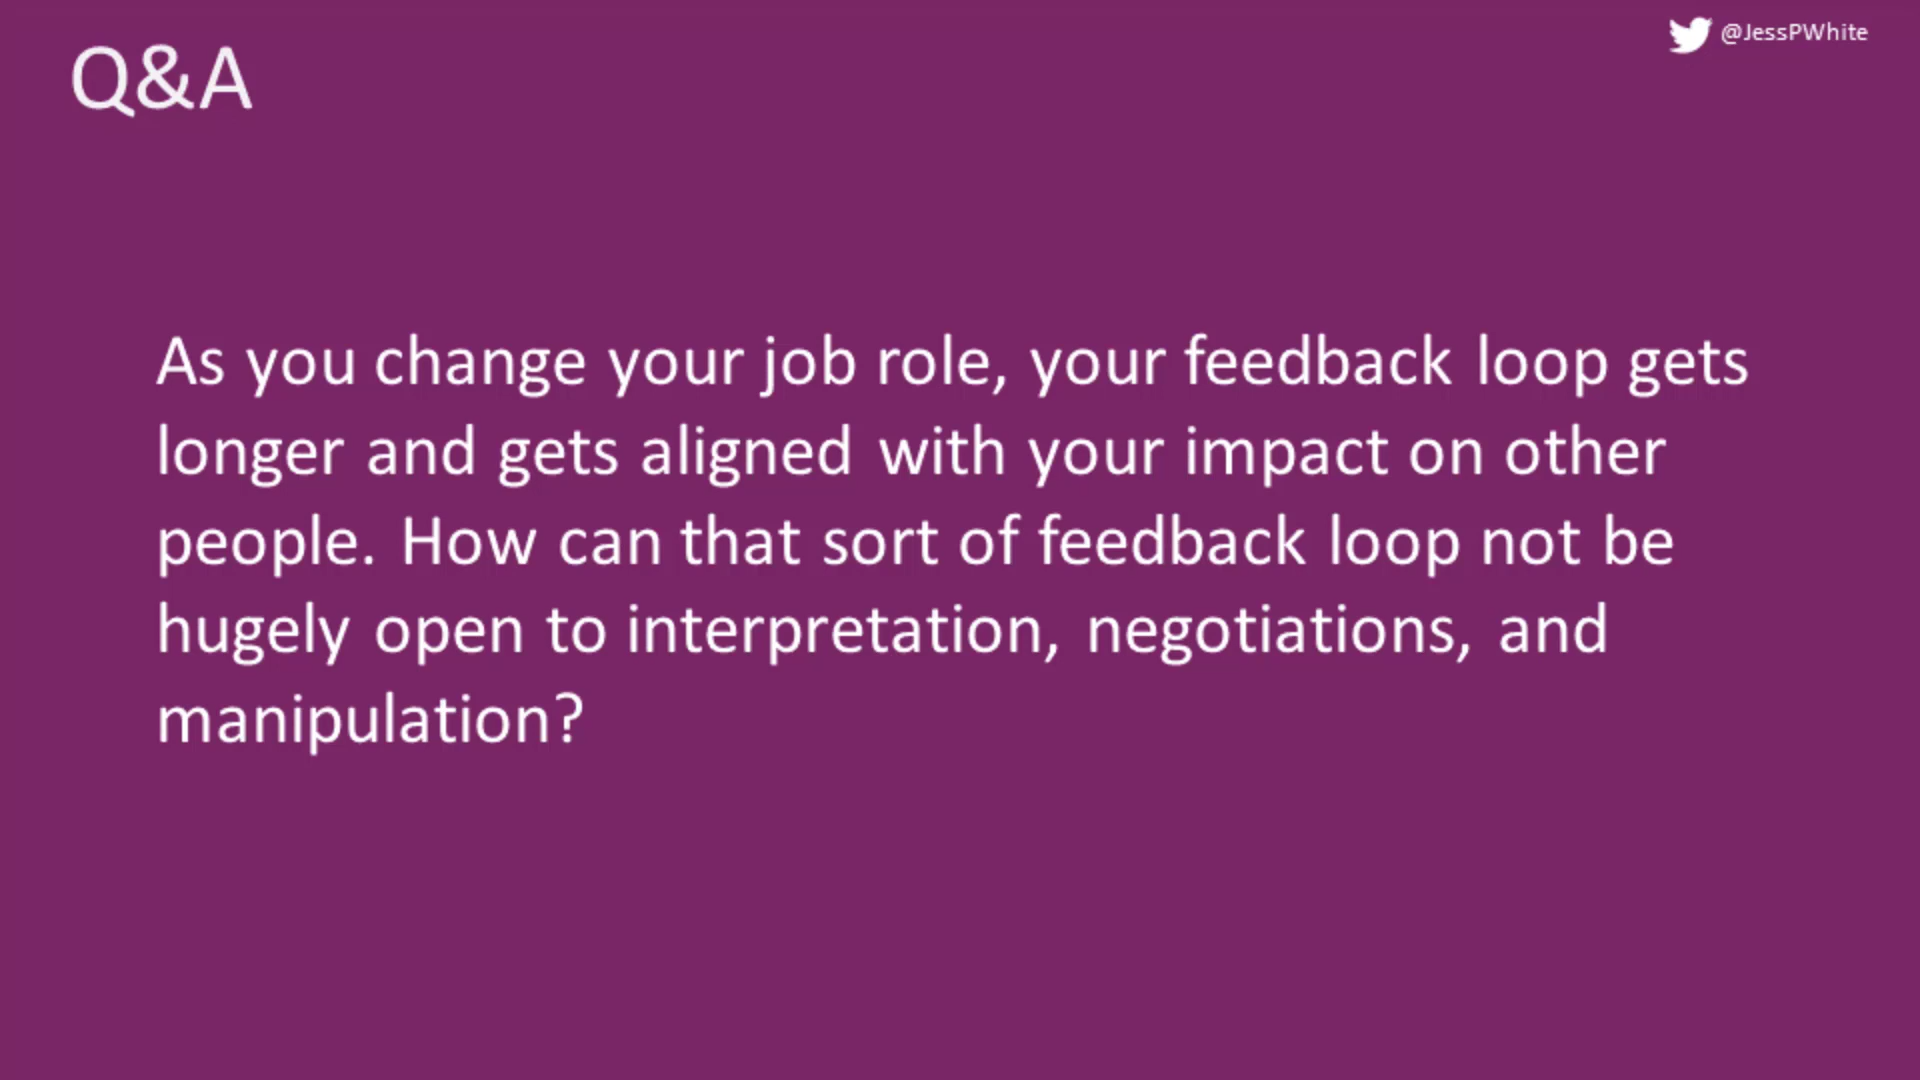 Q&A
@JessPWhite
As you change your job role, your feedback loop gets
longer and gets aligned with your impact on other
people. How can that sort of feedback loop not be
hugely open to interpretation, negotiations, and
manipulation?